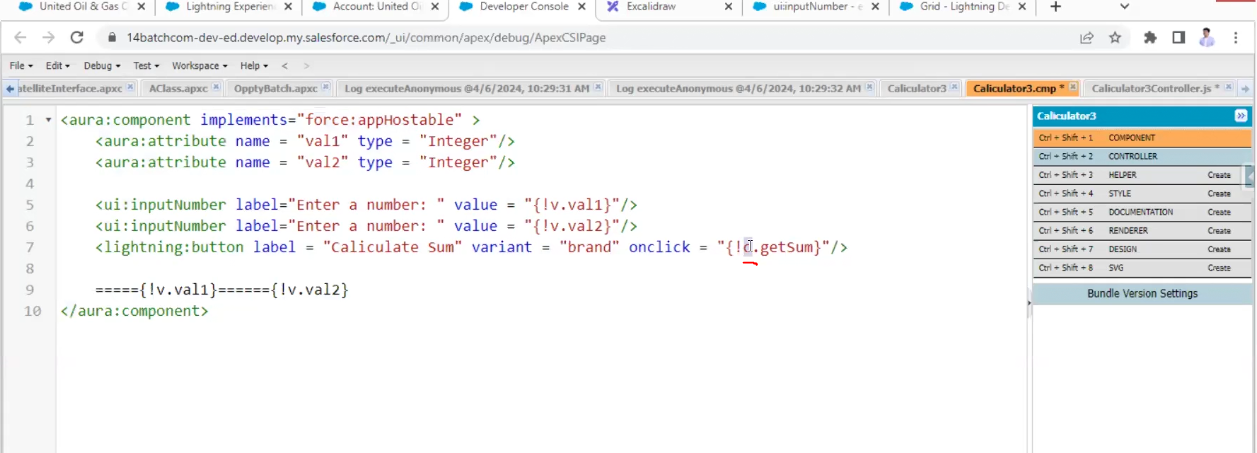 United Oil & Gas C
Lightning Experien
Account: United O
Developer Console
Excalidraw
ui:inputNumber - e
Grid - Lightning De
14batchcom-dev-ed.develop.my.salesforce.com/_ui/common/apex/debug/ApexCSIPage
File Edit Debug Test Workspace Help < >
atelliteInterface.apxc AClass.apxc OpptyBatch.apxc Log executeAnonymous @4/6/2024, 10:29:31 AM Log executeAnonymous @4/6/2024, 10:29:32 AM Caliculator3 Caliculator3.cmp * Caliculator3Controller.js *
1 <aura:component implements="force:appHostable" >
2 <aura:attribute name = "val1" type = "Integer"/>
3 <aura:attribute name = "val2" type = "Integer"/>
4
5 <ui:inputNumber label="Enter a number: " value = "{!v.val1}"/>
6 <ui:inputNumber label="Enter a number: " value = "{!v.val2}"/>
7 <lightning:button label = "Caliculate Sum" variant = "brand" onclick = "{!c.getSum}"/>
8
9 ====={!v.val1}======{!v.val2}
10 </aura:component>
Caliculator3
Ctrl + Shift + 1 COMPONENT
Ctrl + Shift + 2 CONTROLLER
Ctrl + Shift + 3 HELPER Create
Ctrl + Shift + 4 STYLE Create
Ctrl + Shift + 5 DOCUMENTATION Create
Ctrl + Shift + 6 RENDERER Create
Ctrl + Shift + 7 DESIGN Create
Ctrl + Shift + 8 SVG Create
Bundle Version Settings